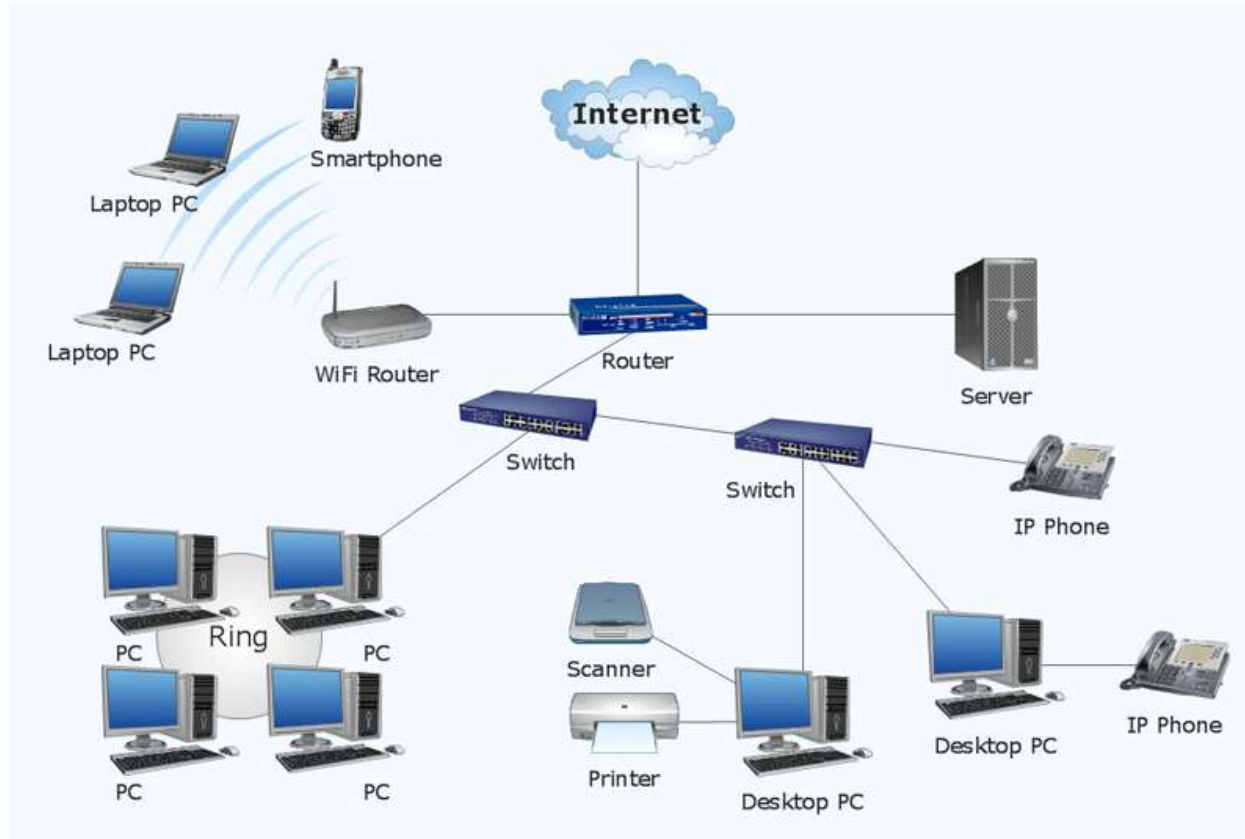 Internet
Smartphone
Laptop PC
Laptop PC
WiFi Router
Router
Server
Switch
Switch
IP Phone
Ring
PC
PC
PC
PC
Scanner
Printer
Desktop PC
Desktop PC
IP Phone